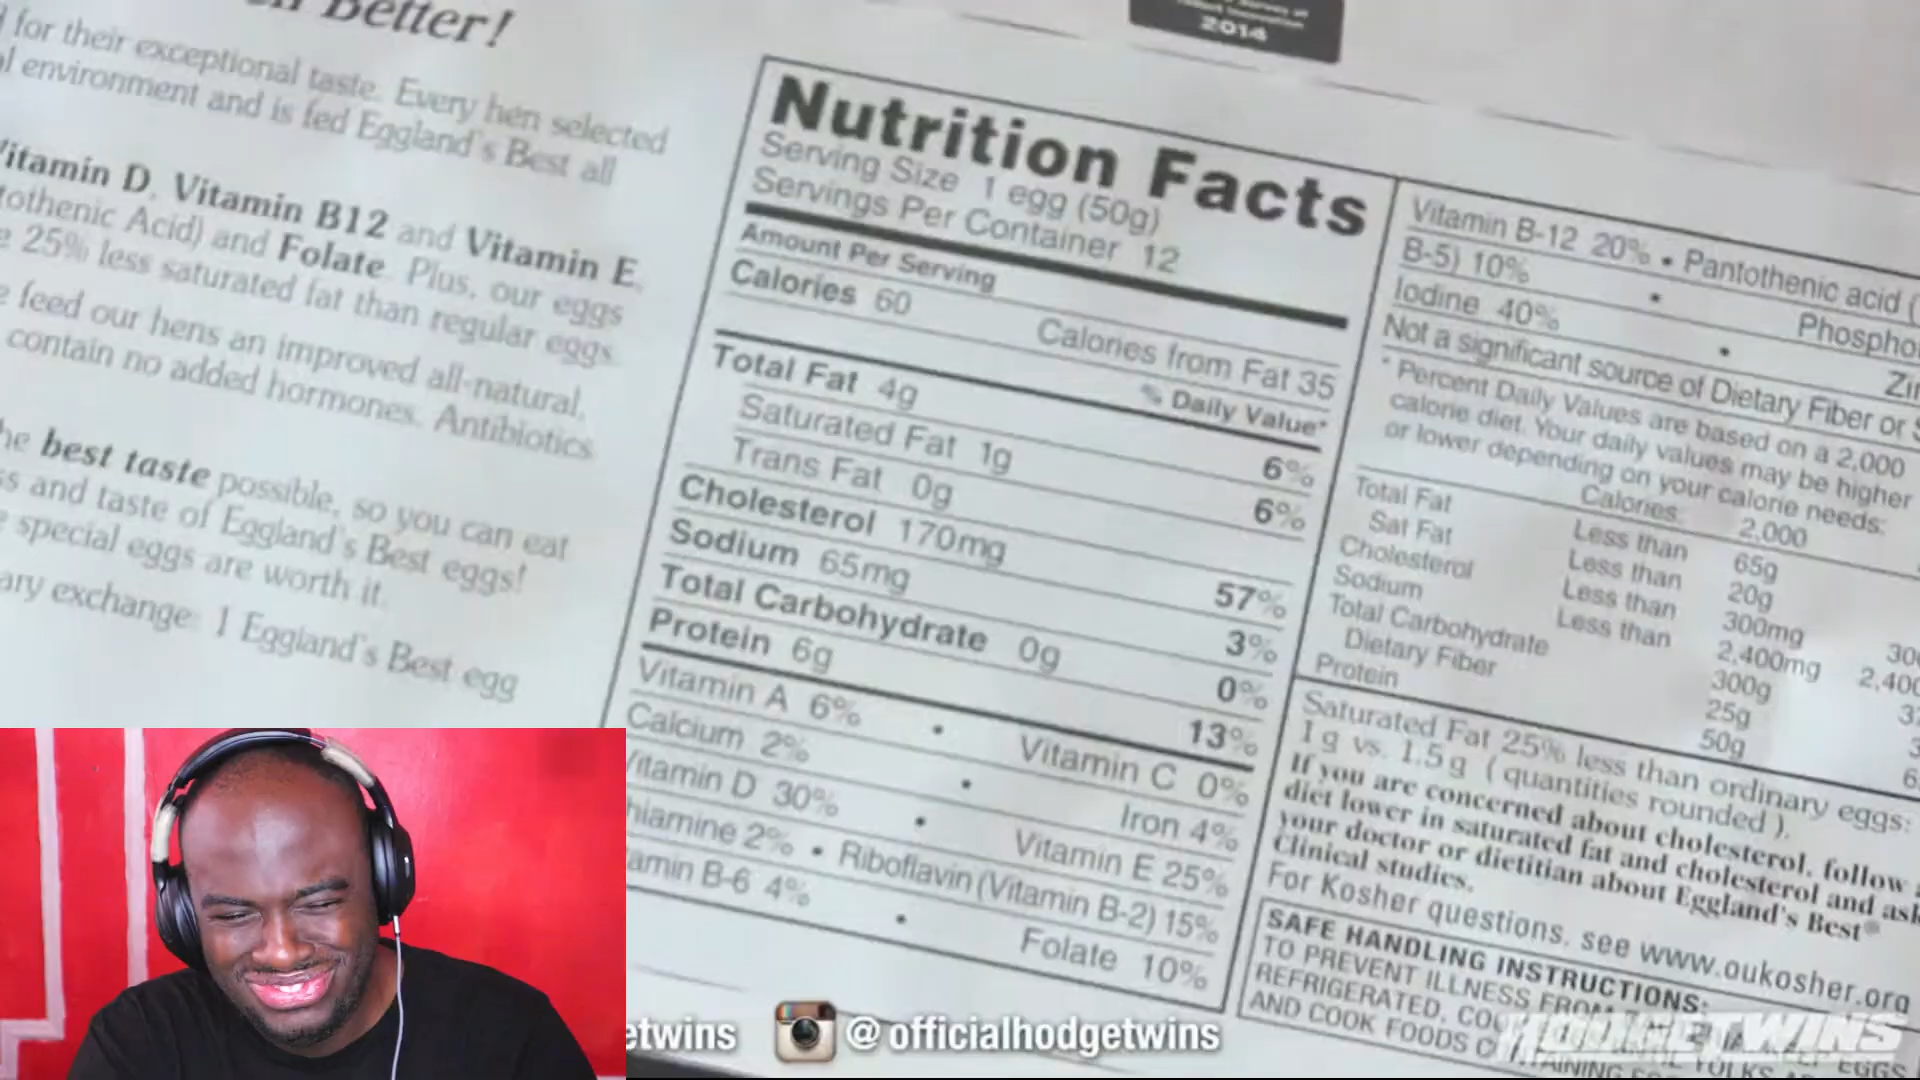 Better!
for their exceptional taste. Every hen selected
environment and is fed Eggland's Best all
Vitamin D, Vitamin B12 and Vitamin E,
Acid) and Folate. Plus, our eggs
25% less saturated fat than regular eggs.
feed our hens an improved all-natural,
contain no added hormones, Antibiotics
best taste possible, so you can eat
and taste of Eggland's Best eggs!
special eggs are worth it.
exchange: 1 Eggland's Best egg
2014
Nutrition Facts
Serving Size 1 egg (50g)
Servings Per Container 12
Amount Per Serving
Calories 60 Calories from Fat 35
% Daily Value*
Total Fat 4g 6%
Saturated Fat 1g 6%
Trans Fat 0g
Cholesterol 170mg 57%
Sodium 65mg 3%
Total Carbohydrate 0g 0%
Protein 6g 13%
Vitamin A 6% • Vitamin C 0%
Calcium 2% • Iron 4%
Vitamin D 30% • Vitamin E 25%
hiamine 2% • Riboflavin (Vitamin B-2) 15%
amin B-6 4% • Folate 10%
Vitamin B-12 20% • Pantothenic acid (
B-5) 10% • Phospho
Iodine 40% • Zi
Not a significant source of Dietary Fiber or
* Percent Daily Values are based on a 2,000
calorie diet. Your daily values may be higher
or lower depending on your calorie needs:
Calories: 2,000
Total Fat Less than 65g
Sat Fat Less than 20g
Cholesterol Less than 300mg
Sodium Less than 2,400mg 2,400
Total Carbohydrate 300g
Dietary Fiber 25g
Protein 50g
Saturated Fat 25% less than ordinary eggs:
1 g vs. 1.5 g (quantities rounded).
If you are concerned about cholesterol, follow
diet lower in saturated fat and cholesterol and ask
your doctor or dietitian about Eggland's Best®
Clinical studies.
For Kosher questions, see www.oukosher.org
SAFE HANDLING INSTRUCTIONS:
TO PREVENT ILLNESS FROM
REFRIGERATED, COO
AND COOK FOODS
etwins @officialhodgetwins
HODGETWINS